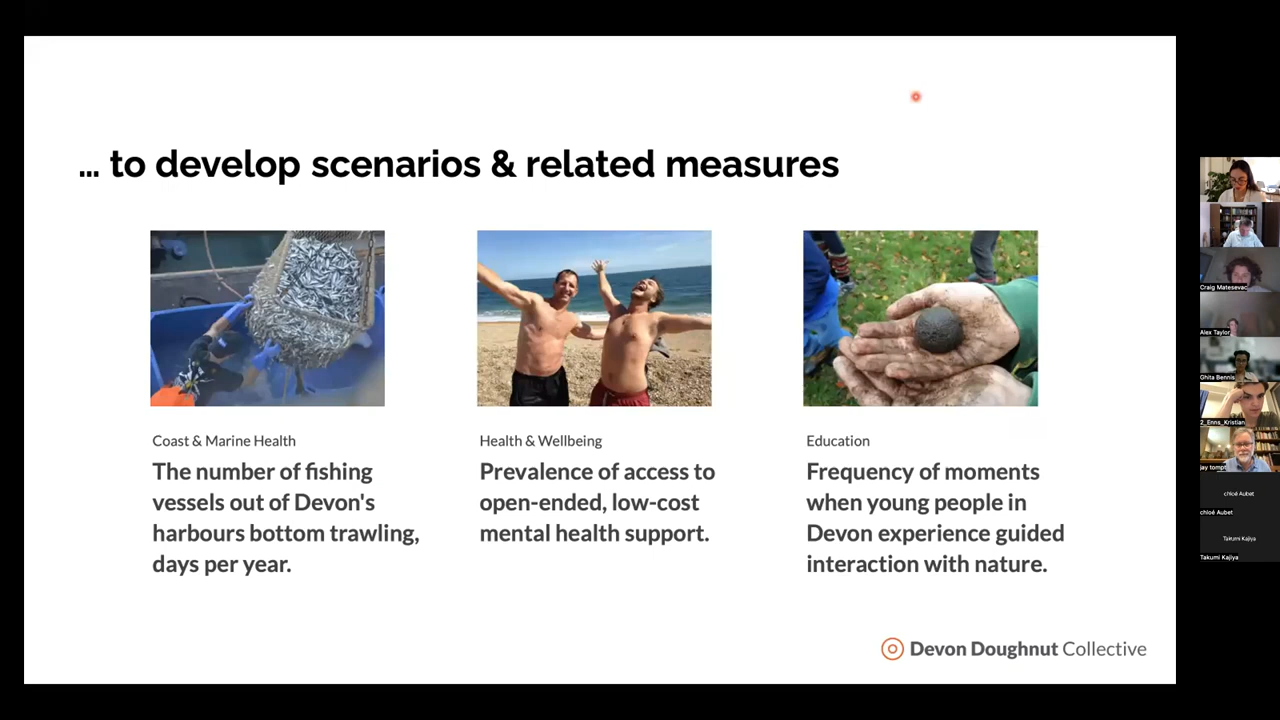 ... to develop scenarios & related measures
Coast & Marine Health
The number of fishing
vessels out of Devon's
harbours bottom trawling,
days per year.
Health & Wellbeing
Prevalence of access to
open-ended, low-cost
mental health support.
Education
Frequency of moments
when young people in
Devon experience guided
interaction with nature.
Devon Doughnut Collective
Craig Matesevac
Alex Taylor
Ghita Bennis
2_Enns_Kristian
jay tompt
chloé Aubet
chloé Aubet
Takumi Kajiya
Takumi Kajiya